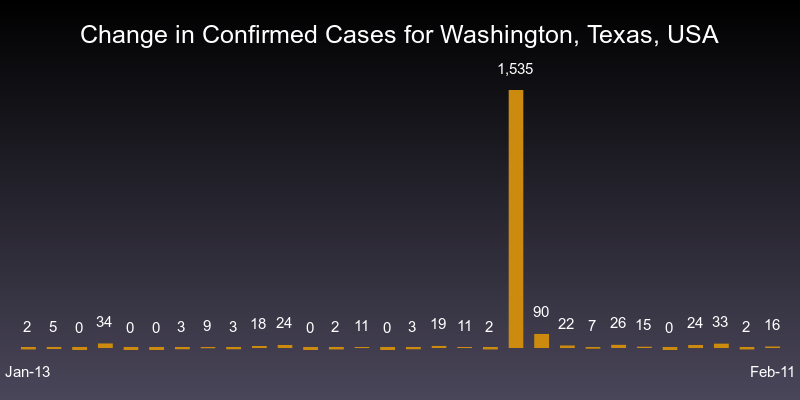 Change in Confirmed Cases for Washington, Texas, USA
1,535
2 5 0 34 0 0 3 9 3 18 24 0 2 11 0 3 19 11 2 90 22 7 26 15 0 24 33 2 16
Jan-13 Feb-11